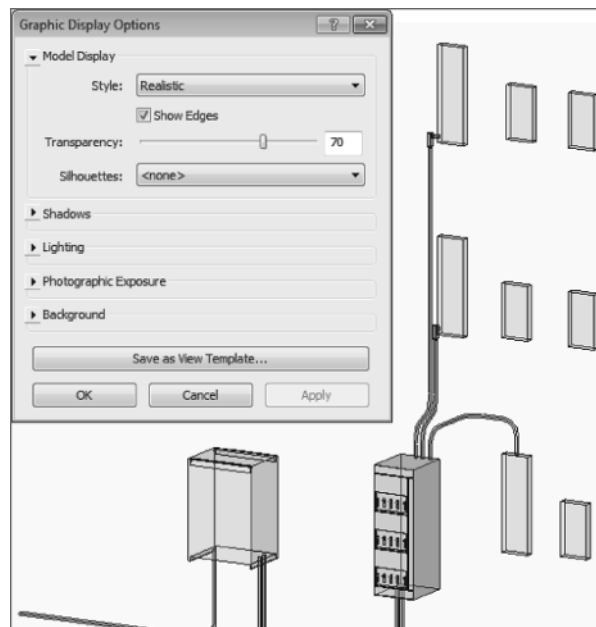 Graphic Display Options
Model Display
Style: Realistic
Show Edges
Transparency: 70
Silhouettes: <none>
Shadows
Lighting
Photographic Exposure
Background
Save as View Template...
OK Cancel Apply